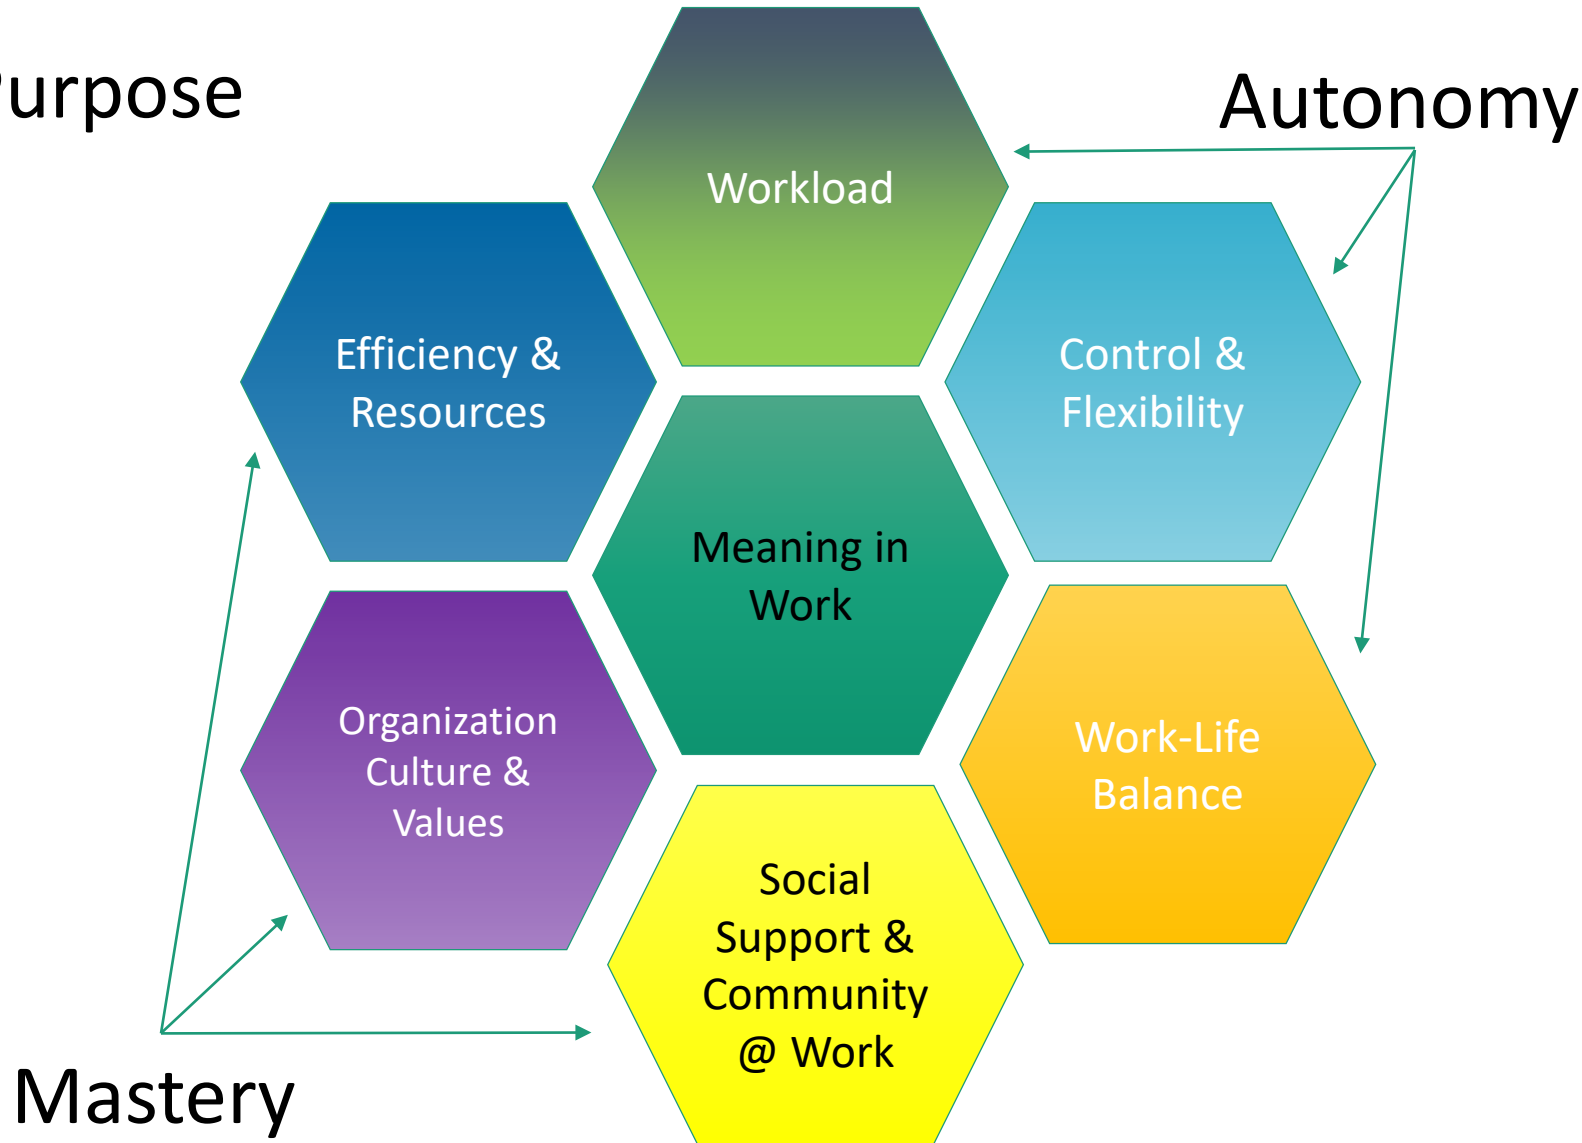 Purpose
Autonomy
Workload
Efficiency &
Resources
Control &
Flexibility
Meaning in
Work
Organization
Culture &
Values
Work-Life
Balance
Social
Support &
Community
@ Work
Mastery